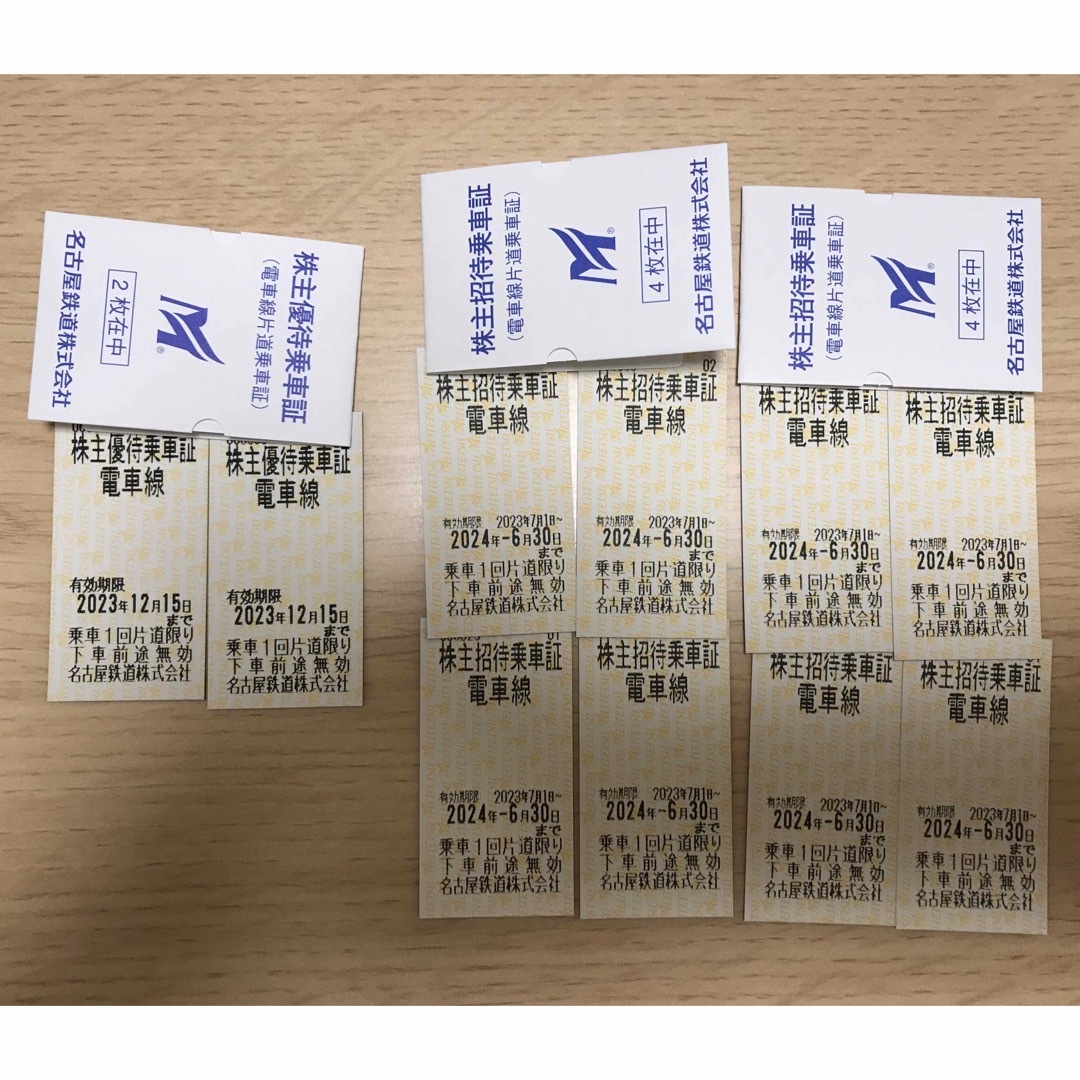 株主優待乗車証
(電車線片道乗車証)
®
2枚在中
名古屋鉄道株式会社
株主優待乗車証
電車線
有効期限
2023年12月15日
まで
乗車1回片道限り
下車前途無効
名古屋鉄道株式会社
株主優待乗車証
電車線
有効期限
2023年12月15日
まで
乗車1回片道限り
下車前途無効
名古屋鉄道株式会社
株主招待乗車証
(電車線片道乗車証)
®
4枚在中
名古屋鉄道株式会社
株主招待乗車証
電車線
有効期限 2023年7月1日~
2024年-6月30日
まで
乗車1回片道限り
下車前途無効
名古屋鉄道株式会社
02
株主招待乗車証
電車線
有効期限 2023年7月1日~
2024年-6月30日
まで
乗車1回片道限り
下車前途無効
名古屋鉄道株式会社
株主招待乗車証
電車線
有効期限 2023年7月1日~
2024年-6月30日
まで
乗車1回片道限り
下車前途無効
名古屋鉄道株式会社
株主招待乗車証
電車線
有効期限 2023年7月1日~
2024年-6月30日
まで
乗車1回片道限り
下車前途無効
名古屋鉄道株式会社
株主招待乗車証
(電車線片道乗車証)
®
4枚在中
名古屋鉄道株式会社
株主招待乗車証
電車線
有効期限 2023年7月1日~
2024年-6月30日
まで
乗車1回片道限り
下車前途無効
名古屋鉄道株式会社
株主招待乗車証
電車線
有効期限 2023年7月1日~
2024年-6月30日
まで
乗車1回片道限り
下車前途無効
名古屋鉄道株式会社
株主招待乗車証
電車線
有効期限 2023年7月1日~
2024年-6月30日
まで
乗車1回片道限り
下車前途無効
名古屋鉄道株式会社
株主招待乗車証
電車線
有効期限 2023年7月1日~
2024年-6月30日
まで
乗車1回片道限り
下車前途無効
名古屋鉄道株式会社